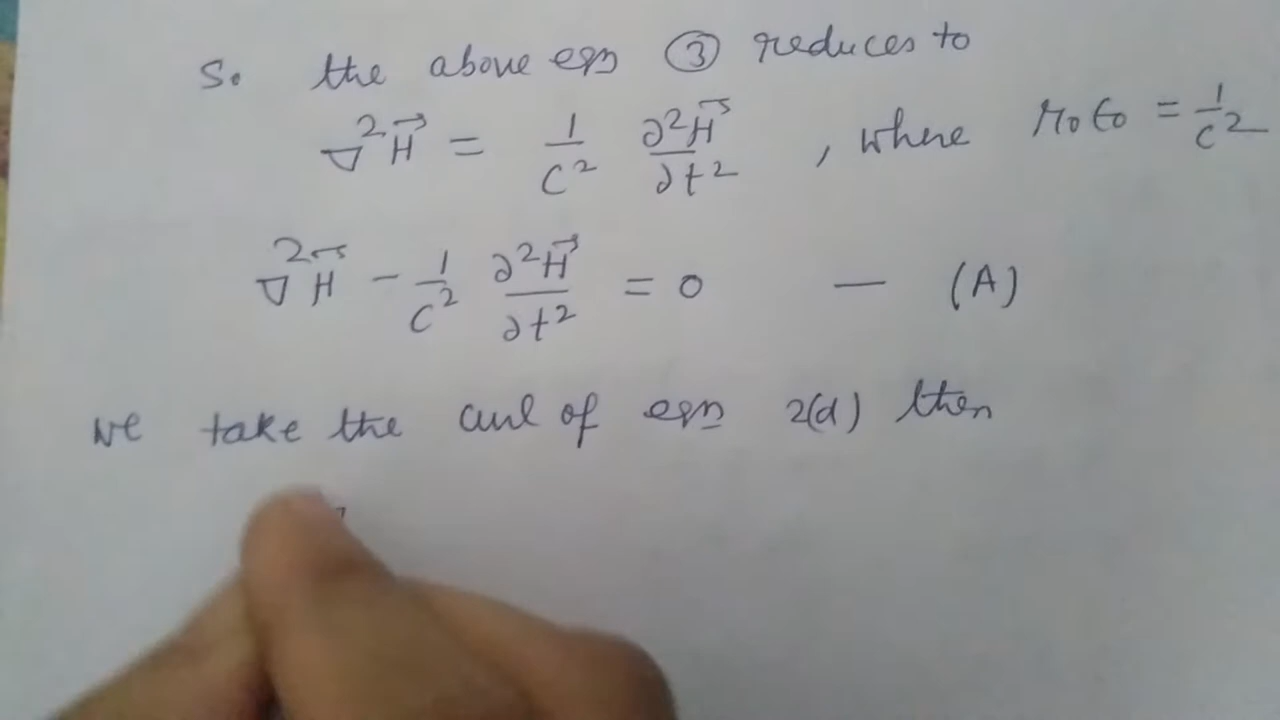 So the above eqn ③ reduces to
∇²H⃗ = 1/c² ∂²H⃗/∂t² , where μ₀ε₀ = 1/c²
∇²H⃗ - 1/c² ∂²H⃗/∂t² = 0 — (A)
we take the curl of eqn 2(d) then